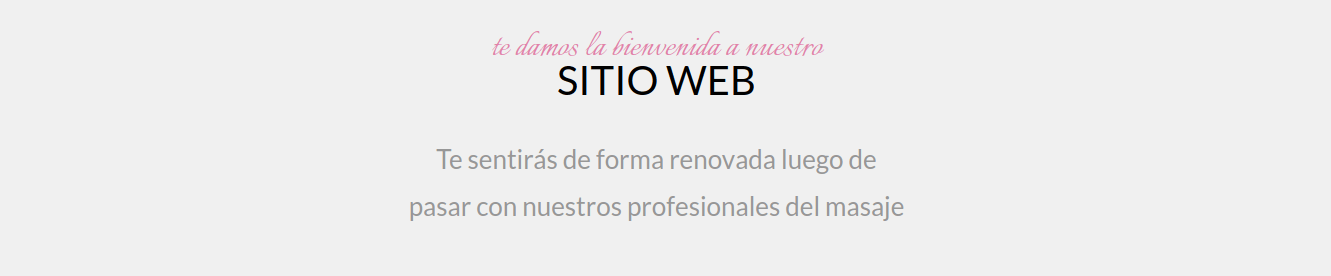 te damos la bienvenida a nuestro
SITIO WEB
Te sentirás de forma renovada luego de
pasar con nuestros profesionales del masaje